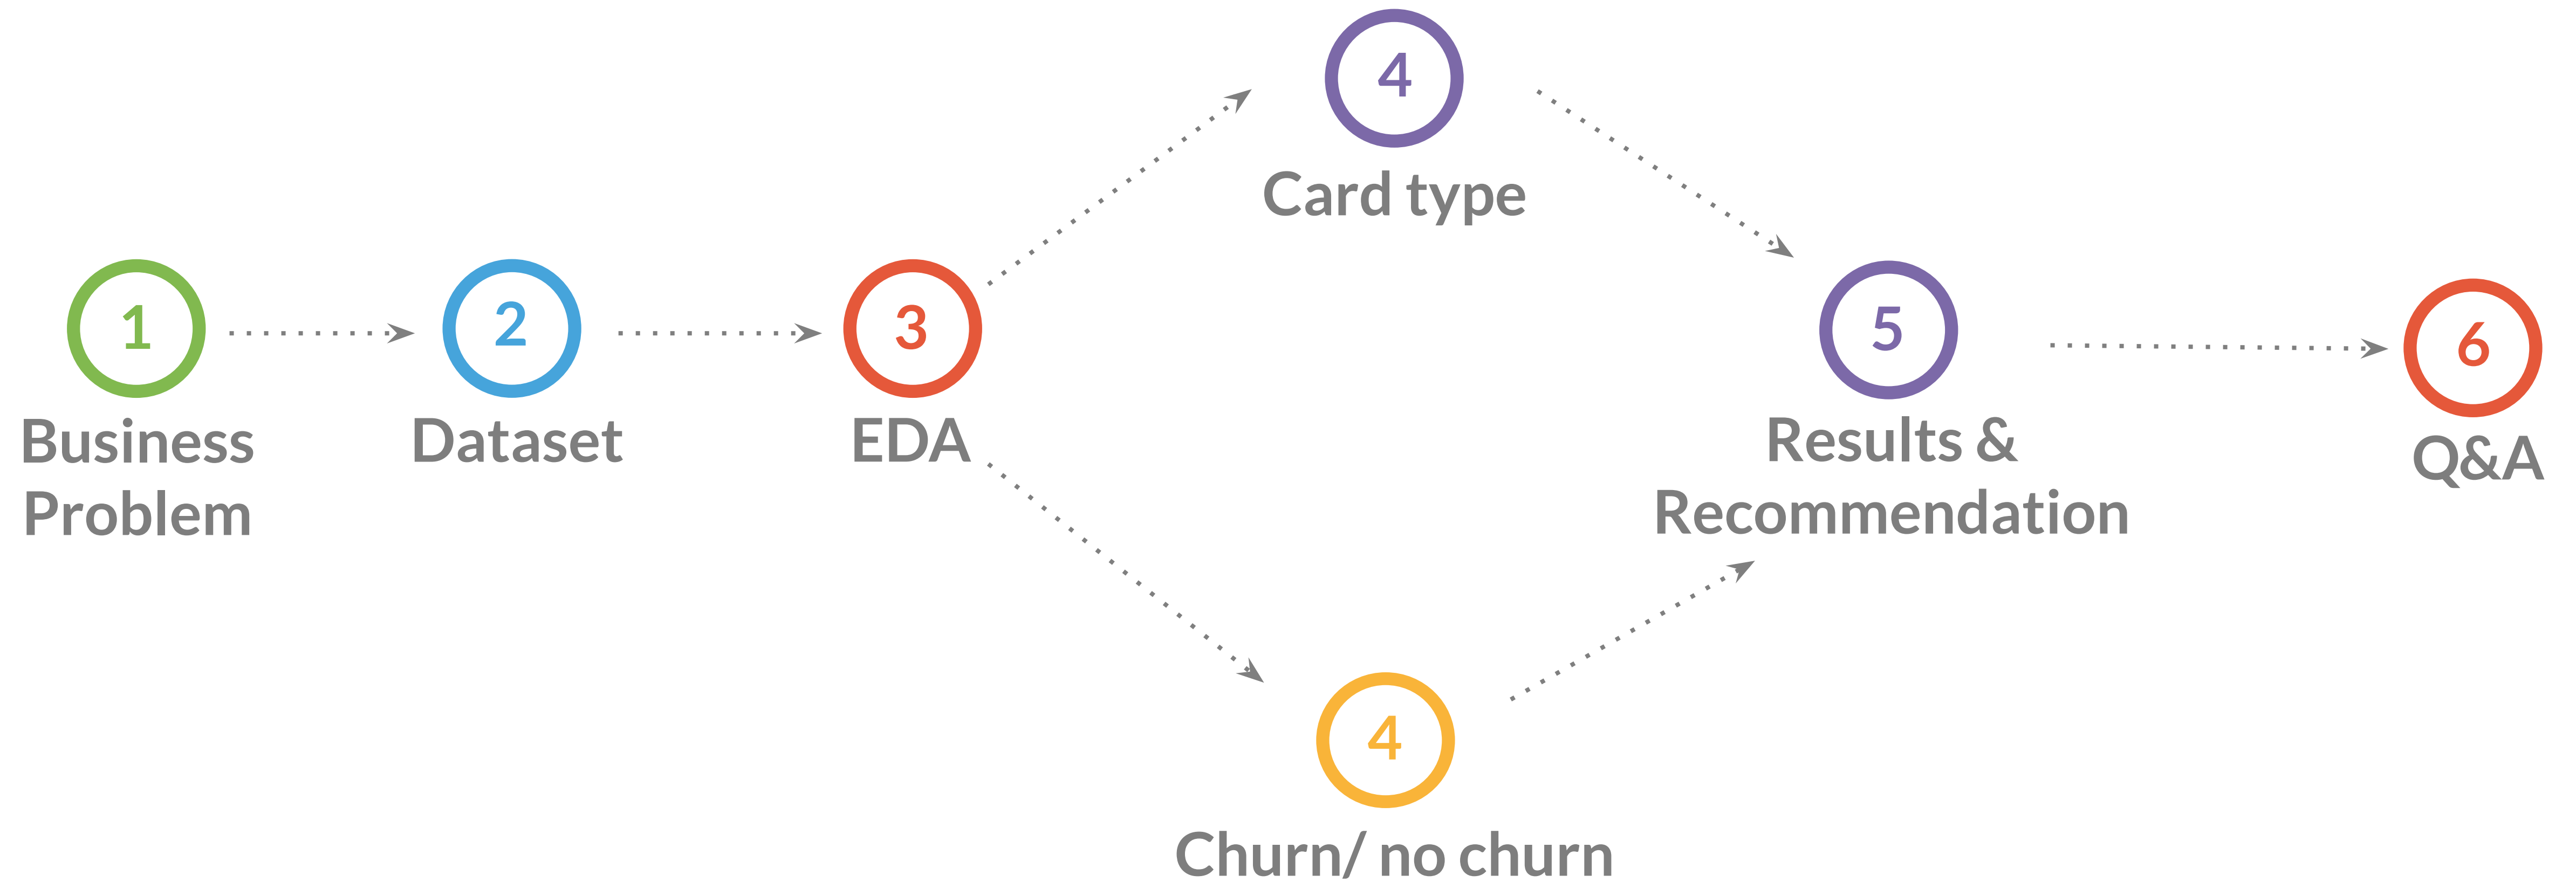 1
Business
Problem
2
Dataset
3
EDA
4
Card type
4
Churn/ no churn
5
Results &
Recommendation
6
Q&A